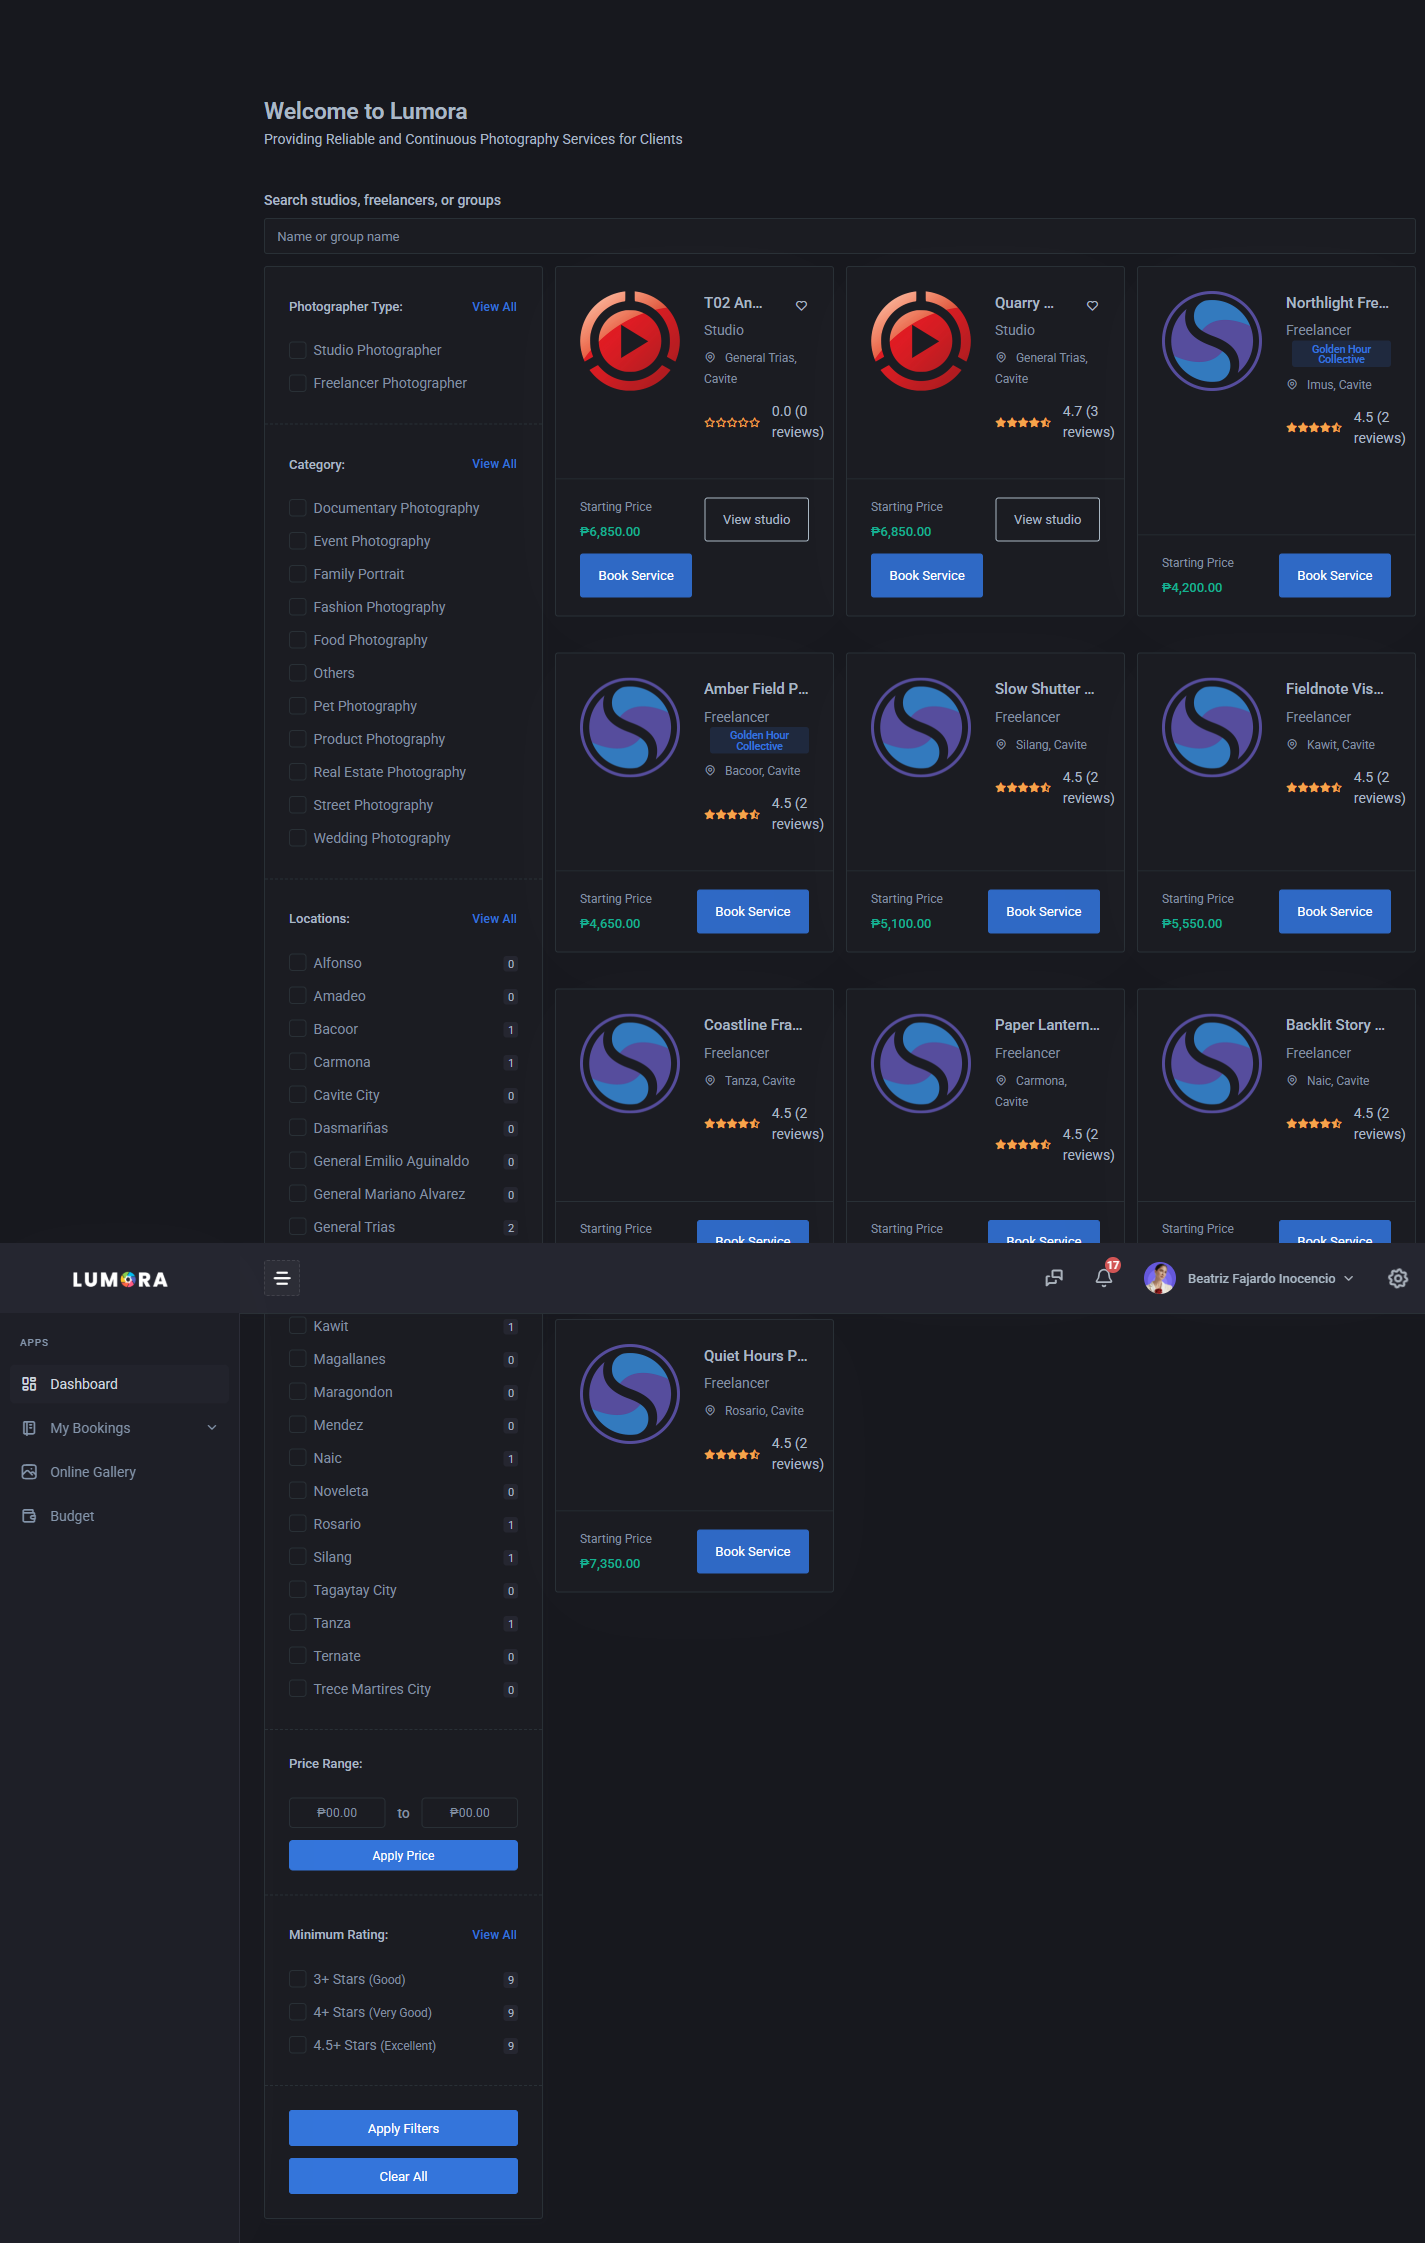 Welcome to Lumora
Providing Reliable and Continuous Photography Services for Clients
Search studios, freelancers, or groups
Name or group name
Photographer Type:
View All
Studio Photographer
Freelancer Photographer
Category:
View All
Documentary Photography
Event Photography
Family Portrait
Fashion Photography
Food Photography
Others
Pet Photography
Product Photography
Real Estate Photography
Street Photography
Wedding Photography
Locations:
View All
Alfonso 0
Amadeo 0
Bacoor 1
Carmona 1
Cavite City 0
Dasmariñas 0
General Emilio Aguinaldo 0
General Mariano Alvarez 0
General Trias 2
T02 An...
Studio
General Trias,
Cavite
0.0 (0
reviews)
Starting Price
₱6,850.00
View studio
Book Service
Quarry ...
Studio
General Trias,
Cavite
4.7 (3
reviews)
Starting Price
₱6,850.00
View studio
Book Service
Northlight Fre...
Freelancer
Golden Hour
Collective
Imus, Cavite
4.5 (2
reviews)
Starting Price
₱4,200.00
Book Service
Amber Field P...
Freelancer
Golden Hour
Collective
Bacoor, Cavite
4.5 (2
reviews)
Starting Price
₱4,650.00
Book Service
Slow Shutter ...
Freelancer
Silang, Cavite
4.5 (2
reviews)
Starting Price
₱5,100.00
Book Service
Fieldnote Vis...
Freelancer
Kawit, Cavite
4.5 (2
reviews)
Starting Price
₱5,550.00
Book Service
Coastline Fra...
Freelancer
Tanza, Cavite
4.5 (2
reviews)
Starting Price
Book Service
Paper Lantern...
Freelancer
Carmona,
Cavite
4.5 (2
reviews)
Starting Price
Book Service
Backlit Story ...
Freelancer
Naic, Cavite
4.5 (2
reviews)
Starting Price
Book Service
LUMORA
17
Beatriz Fajardo Inocencio
APPS
Dashboard
My Bookings
Online Gallery
Budget
Kawit 1
Magallanes 0
Maragondon 0
Mendez 0
Naic 1
Noveleta 0
Rosario 1
Silang 1
Tagaytay City 0
Tanza 1
Ternate 0
Trece Martires City 0
Price Range:
₱00.00 to ₱00.00
Apply Price
Minimum Rating:
View All
3+ Stars (Good) 9
4+ Stars (Very Good) 9
4.5+ Stars (Excellent) 9
Apply Filters
Clear All
Quiet Hours P...
Freelancer
Rosario, Cavite
4.5 (2
reviews)
Starting Price
₱7,350.00
Book Service